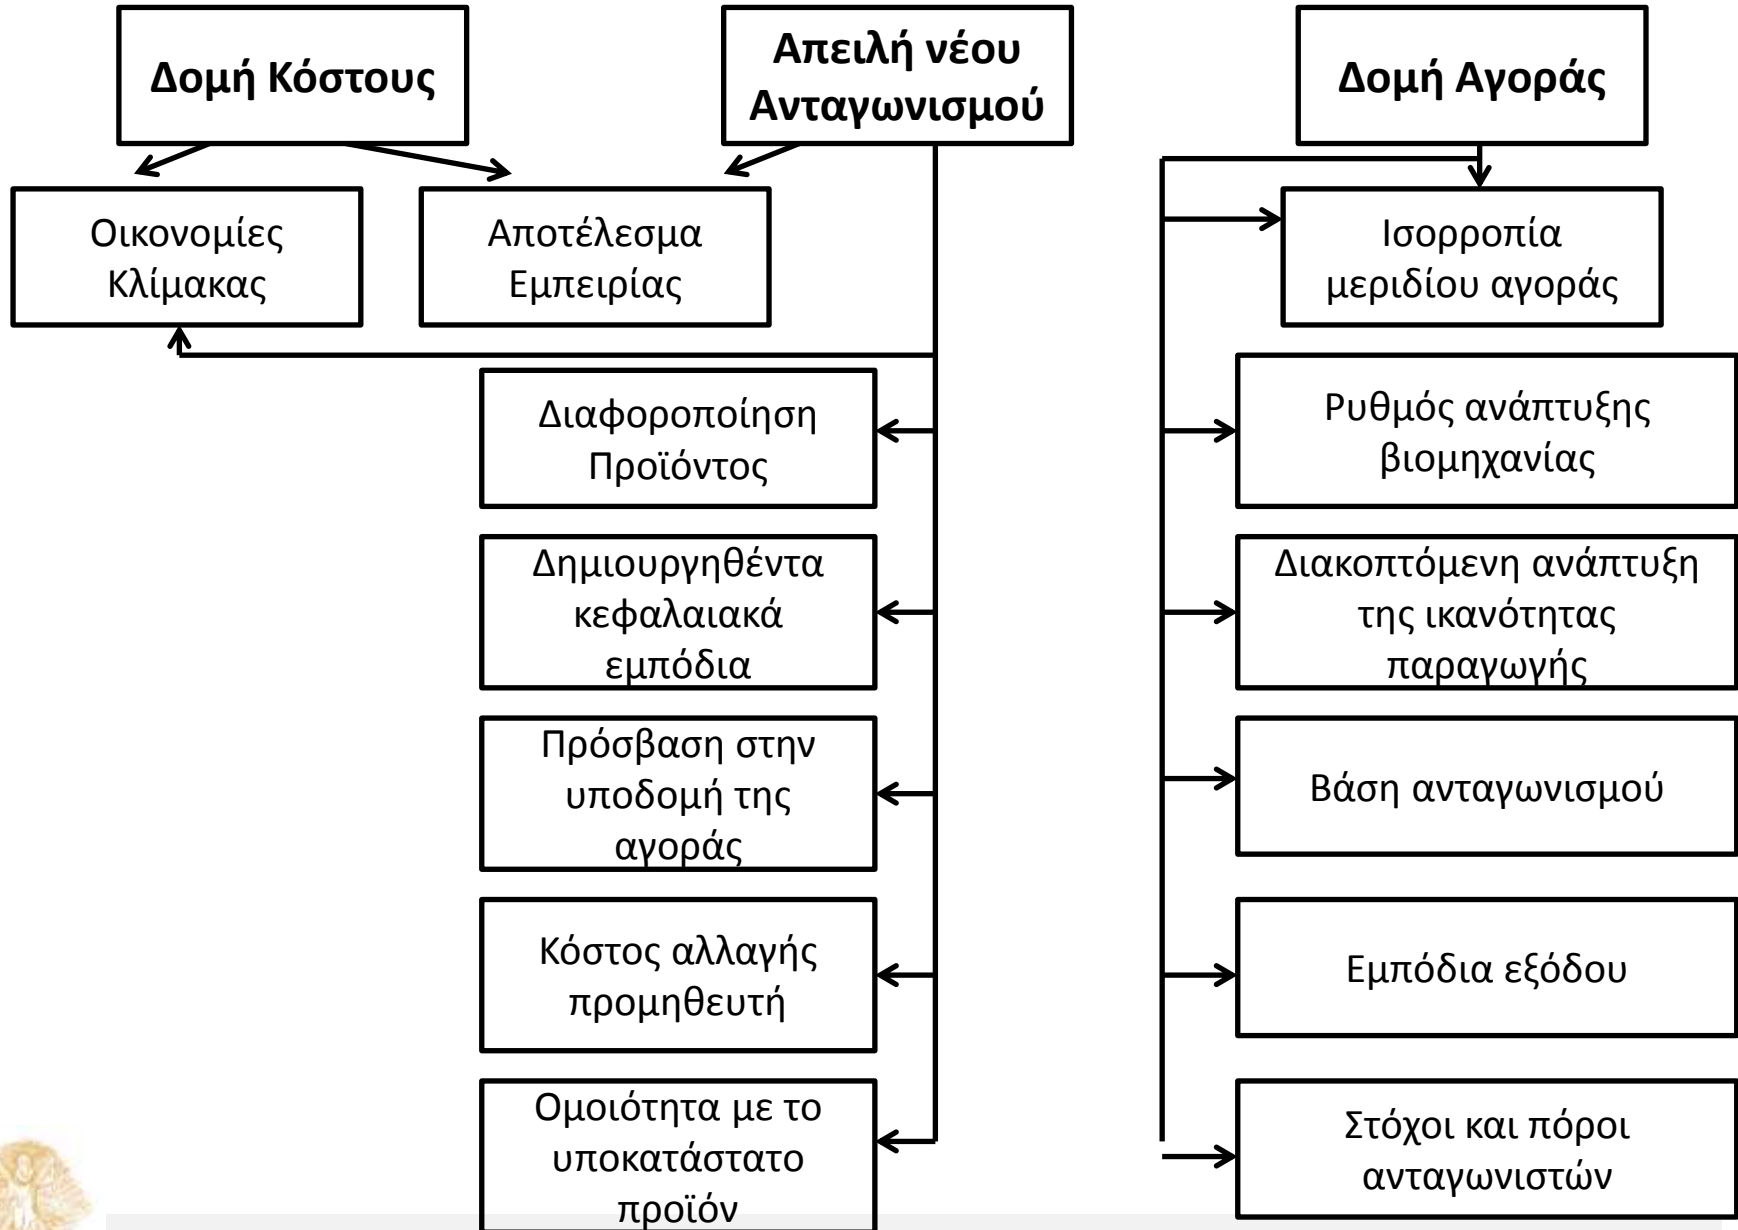 Δομή Κόστους
Απειλή νέου
Ανταγωνισμού
Δομή Αγοράς
Οικονομίες
Κλίμακας
Αποτέλεσμα
Εμπειρίας
Ισορροπία
μεριδίου αγοράς
Διαφοροποίηση
Προϊόντος
Ρυθμός ανάπτυξης
βιομηχανίας
Δημιουργηθέντα
κεφαλαιακά
εμπόδια
Διακοπτόμενη ανάπτυξη
της ικανότητας
παραγωγής
Πρόσβαση στην
υποδομή της
αγοράς
Βάση ανταγωνισμού
Κόστος αλλαγής
προμηθευτή
Εμπόδια εξόδου
Ομοιότητα με το
υποκατάστατο
προϊόν
Στόχοι και πόροι
ανταγωνιστών